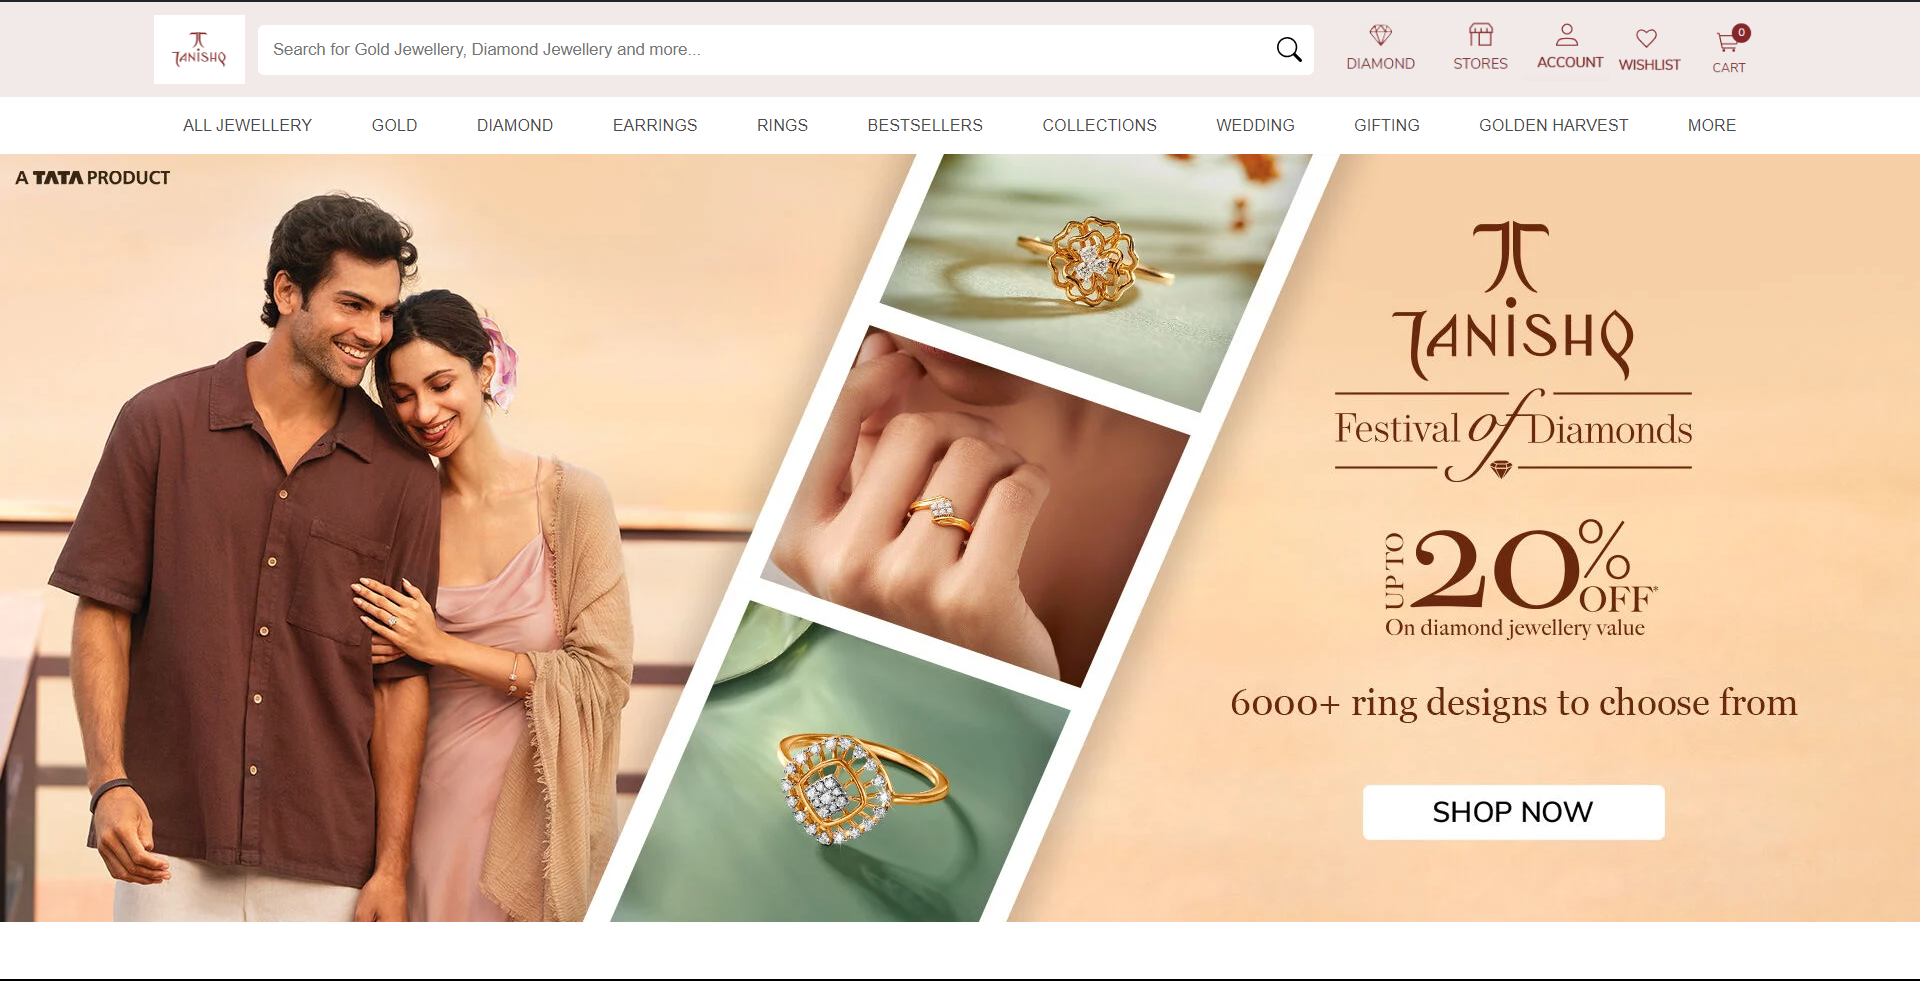 TANISHQ
Search for Gold Jewellery, Diamond Jewellery and more...
DIAMOND
STORES
ACCOUNT
WISHLIST
0
CART
ALL JEWELLERY
GOLD
DIAMOND
EARRINGS
RINGS
BESTSELLERS
COLLECTIONS
WEDDING
GIFTING
GOLDEN HARVEST
MORE
A TATA PRODUCT
TANISHQ
Festival of Diamonds
UP TO 20% OFF*
On diamond jewellery value
6000+ ring designs to choose from
SHOP NOW